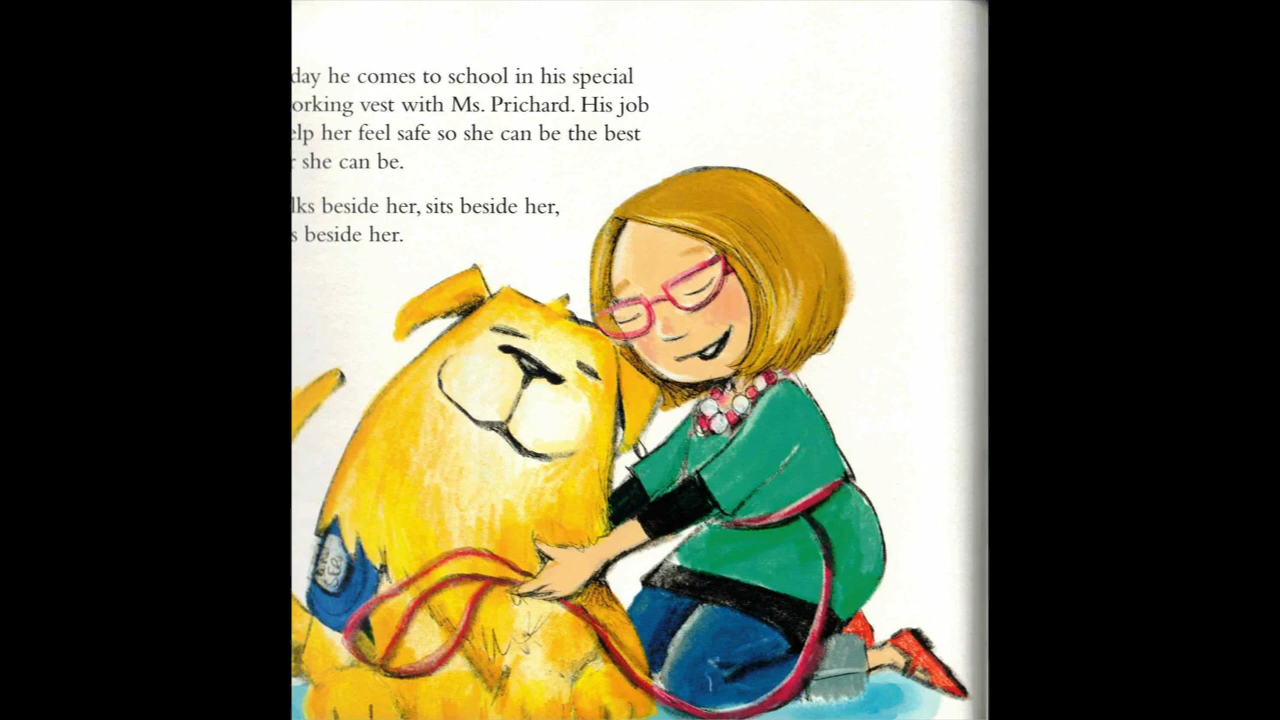 day he comes to school in his special
orking vest with Ms. Prichard. His job
elp her feel safe so she can be the best
r she can be.
lks beside her, sits beside her,
s beside her.